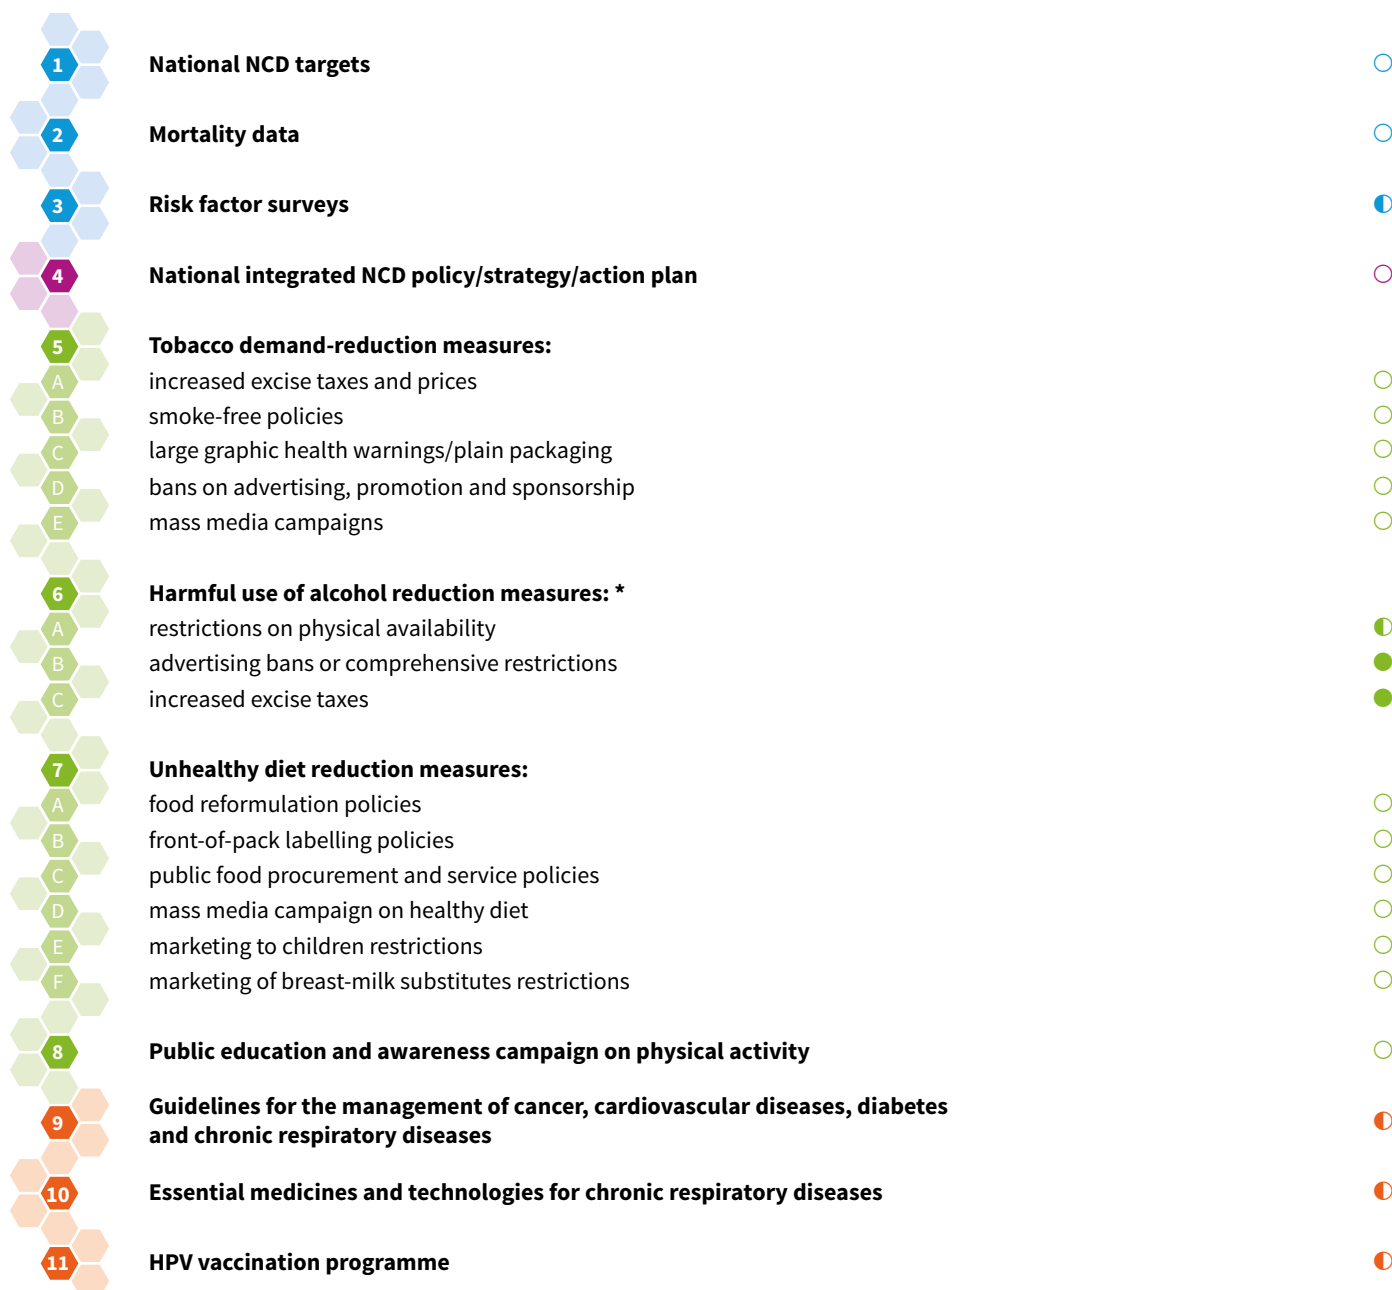 1 National NCD targets
2 Mortality data
3 Risk factor surveys
4 National integrated NCD policy/strategy/action plan
5 Tobacco demand-reduction measures:
A increased excise taxes and prices
B smoke-free policies
C large graphic health warnings/plain packaging
D bans on advertising, promotion and sponsorship
E mass media campaigns
6 Harmful use of alcohol reduction measures: *
A restrictions on physical availability
B advertising bans or comprehensive restrictions
C increased excise taxes
7 Unhealthy diet reduction measures:
A food reformulation policies
B front-of-pack labelling policies
C public food procurement and service policies
D mass media campaign on healthy diet
E marketing to children restrictions
F marketing of breast-milk substitutes restrictions
8 Public education and awareness campaign on physical activity
9 Guidelines for the management of cancer, cardiovascular diseases, diabetes
and chronic respiratory diseases
10 Essential medicines and technologies for chronic respiratory diseases
11 HPV vaccination programme